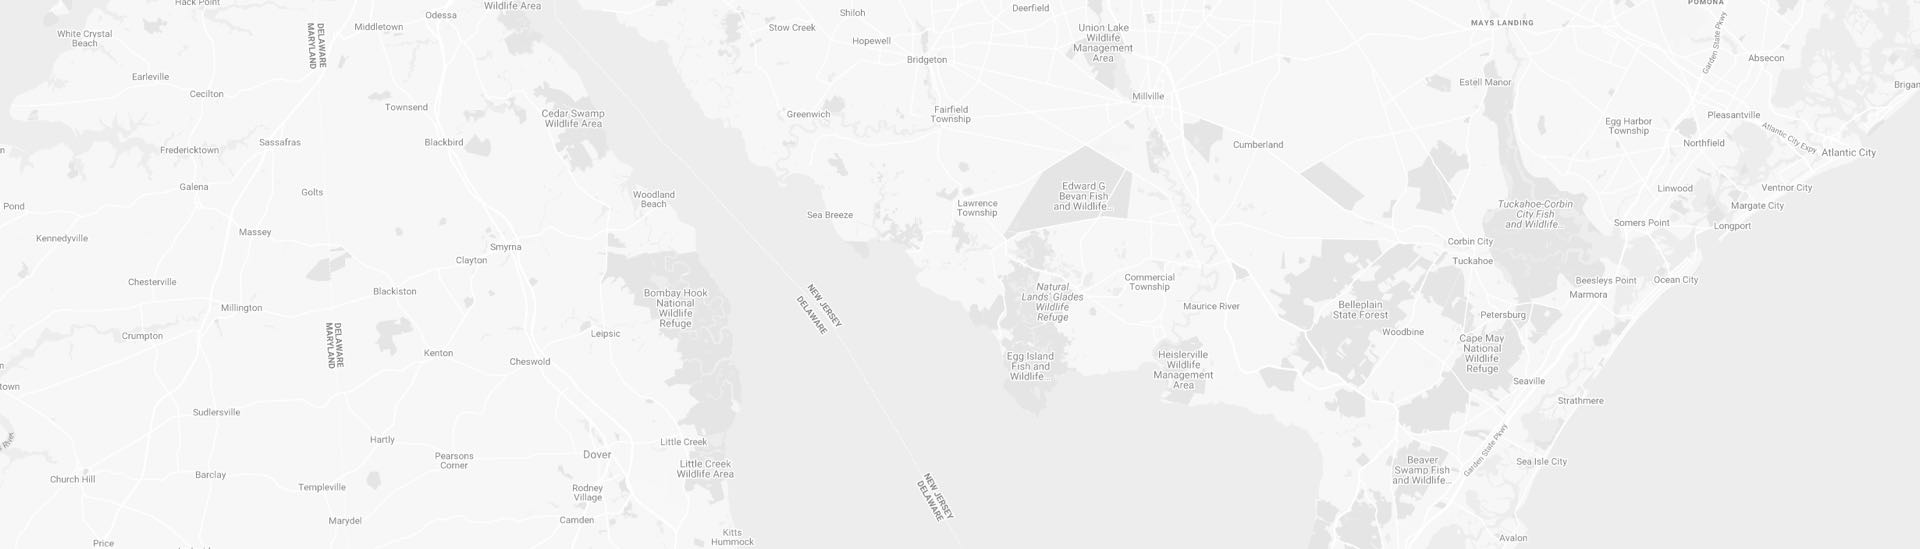 Hack Point
Odessa
Wildlife Area
Shiloh
Deerfield
POMONA
White Crystal
Beach
DELAWARE
MARYLAND
Middletown
Stow Creek
Hopewell
Union Lake
Wildlife
Management
Area
MAYS LANDING
Garden State Pkwy
Absecon
Earleville
Cecilton
Bridgeton
Estell Manor
Brigan
Townsend
Cedar Swamp
Wildlife Area
Greenwich
Fairfield
Township
Millville
Egg Harbor
Township
Pleasantville
Atlantic City Expy
Fredericktown
Sassafras
Blackbird
Cumberland
Northfield
Atlantic City
Galena
Golts
Woodland
Beach
Edward G
Bevan Fish
and Wildlife...
Linwood
Ventnor City
Pond
Sea Breeze
Lawrence
Township
Tuckahoe-Corbin
City Fish
and Wildlife...
Margate City
Kennedyville
Massey
Smyrna
Somers Point
Longport
Clayton
Corbin City
Tuckahoe
Chesterville
Blackiston
Bombay Hook
National
Wildlife
Refuge
NEW JERSEY
DELAWARE
Natural
Lands' Glades
Wildlife
Refuge
Commercial
Township
Beesleys Point
Ocean City
Marmora
Millington
Maurice River
Belleplain
State Forest
Petersburg
Crumpton
DELAWARE
MARYLAND
Kenton
Leipsic
Cheswold
Egg Island
Fish and
Wildlife...
Heislerville
Wildlife
Management
Area
Woodbine
Cape May
National
Wildlife
Refuge
Seaville
town
Sudlersville
Strathmere
Hartly
Little Creek
Garden State Pkwy
Pearsons
Corner
Dover
Little Creek
Wildlife Area
Beaver
Swamp Fish
and Wildlife...
Sea Isle City
Church Hill
Barclay
Templeville
Rodney
Village
NEW JERSEY
DELAWARE
Marydel
Camden
Kitts
Hummock
Avalon
Price